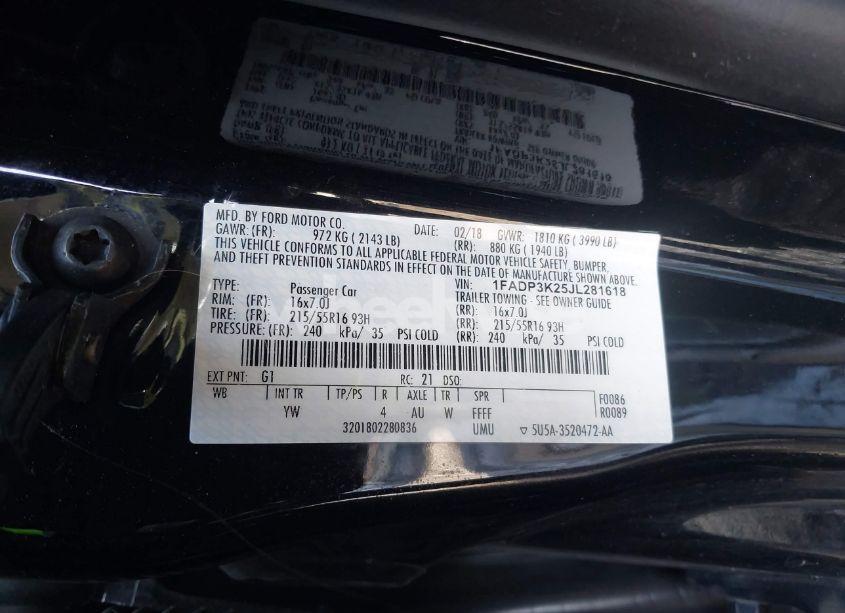 MFD. BY FORD MOTOR CO. DATE: 02/18 GVWR: 1810 KG ( 3990 LB)
GAWR: (FR): 972 KG ( 2143 LB) (RR): 880 KG ( 1940 LB)
THIS VEHICLE CONFORMS TO ALL APPLICABLE FEDERAL MOTOR VEHICLE SAFETY, BUMPER,
AND THEFT PREVENTION STANDARDS IN EFFECT ON THE DATE OF MANUFACTURE SHOWN ABOVE.
VIN: 1FADP3K25JL281618
TYPE: Passenger Car TRAILER TOWING - SEE OWNER GUIDE
RIM: (FR) 16x7.0J (RR): 16x7.0J
TIRE: (FR) 215/55R16 93H (RR): 215/55R16 93H
PRESSURE: (FR) 240 kPa/ 35 PSI COLD (RR): 240 kPa/ 35 PSI COLD
EXT PNT: G1 RC: 21 DSO:
WB INT TR TP/PS R AXLE TR SPR F0086
YW 4 AU W FFFF R0089
3201802280836 UMU ▽ 5U5A-3520472-AA